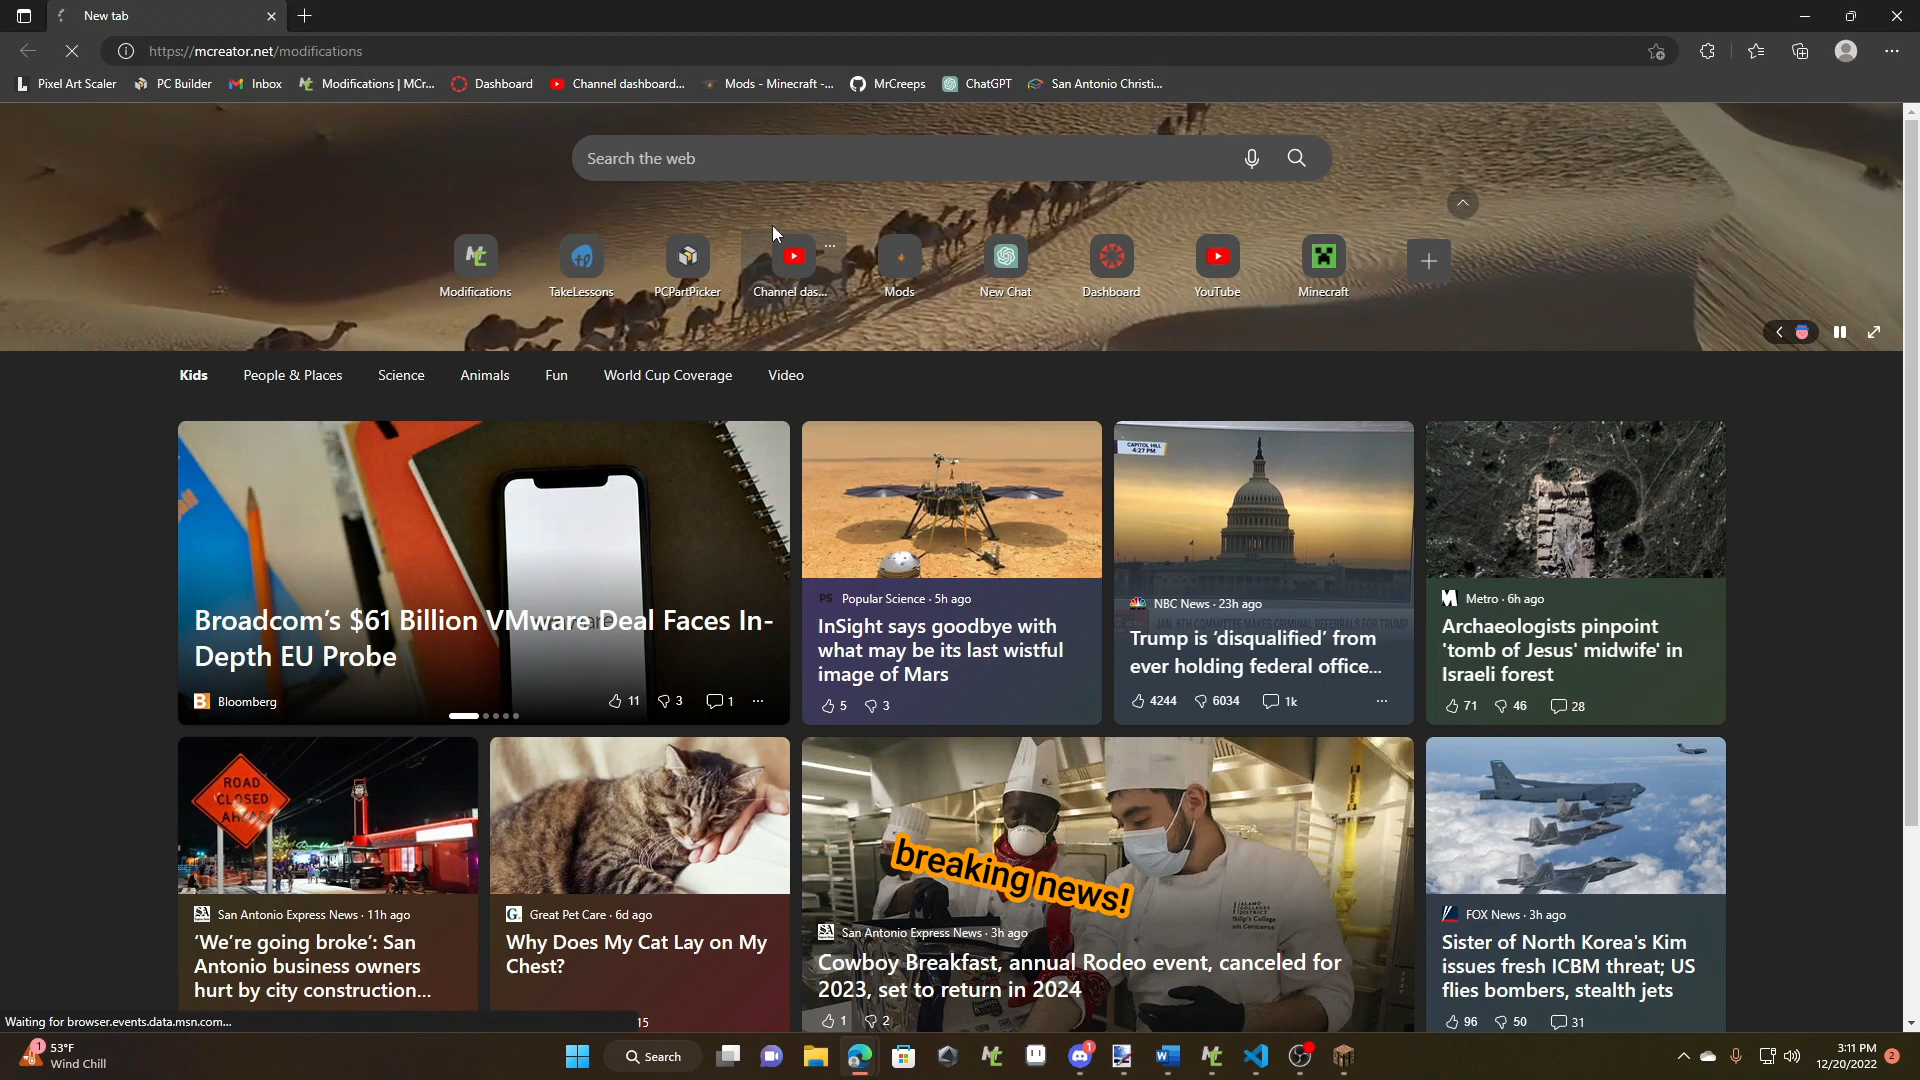 New tab
https://mcreator.net/modifications
Pixel Art Scaler
PC Builder
Inbox
Modifications | MCr...
Dashboard
Channel dashboard...
Mods - Minecraft -...
MrCreeps
ChatGPT
San Antonio Christi...
Search the web
Modifications
TakeLessons
PCPartPicker
Channel das...
Mods
New Chat
Dashboard
YouTube
Minecraft
Kids
People & Places
Science
Animals
Fun
World Cup Coverage
Video
Broadcom's $61 Billion VMware Deal Faces In-
Depth EU Probe
Bloomberg
11
3
1
PS Popular Science · 5h ago
InSight says goodbye with
what may be its last wistful
image of Mars
5
3
CAPITOL HILL
4:27 PM
NBC News · 23h ago
Trump is 'disqualified' from
ever holding federal office...
4244
6034
1k
Metro · 6h ago
Archaeologists pinpoint
'tomb of Jesus' midwife' in
Israeli forest
71
46
28
ROAD
CLOSED
AHEAD
San Antonio Express News · 11h ago
'We're going broke': San
Antonio business owners
hurt by city construction...
Great Pet Care · 6d ago
Why Does My Cat Lay on My
Chest?
15
breaking news!
San Antonio Express News · 3h ago
Cowboy Breakfast, annual Rodeo event, canceled for
2023, set to return in 2024
1
2
FOX News · 3h ago
Sister of North Korea's Kim
issues fresh ICBM threat; US
flies bombers, stealth jets
96
50
31
Waiting for browser.events.data.msn.com...
1
53°F
Wind Chill
Search
1
3:11 PM
12/20/2022
2